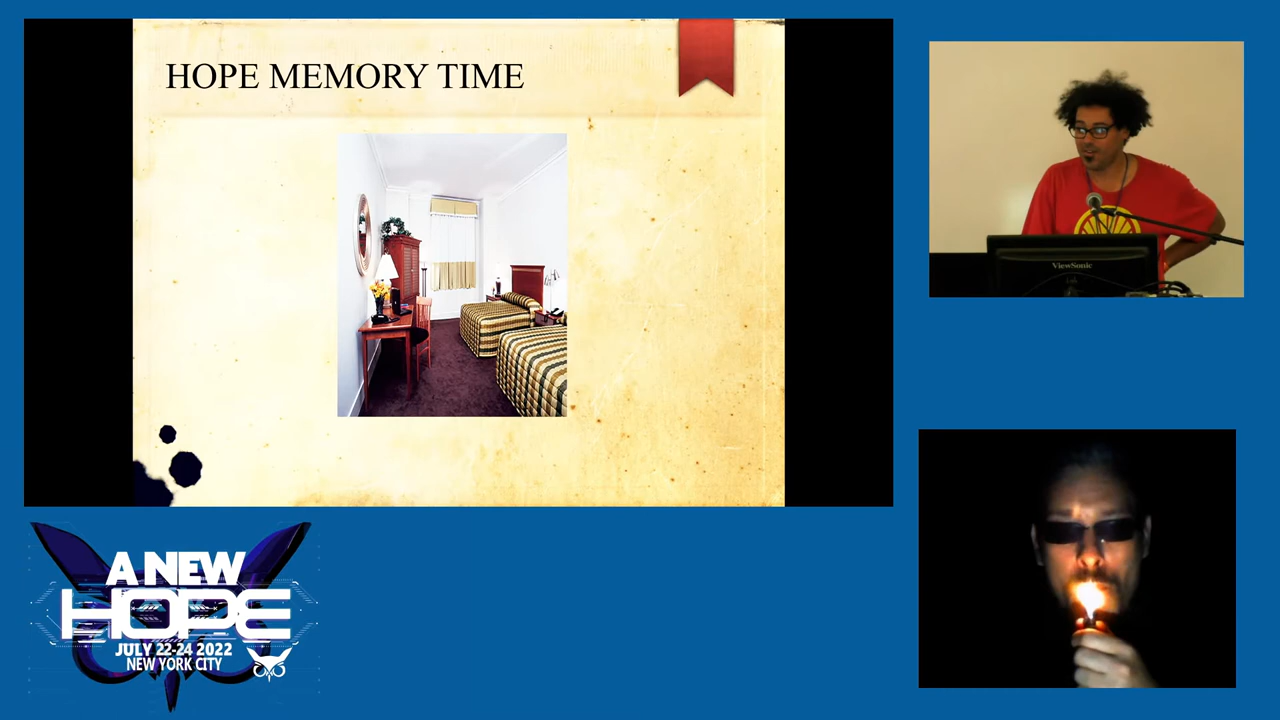 HOPE MEMORY TIME
ViewSonic
A NEW
HOPE
JULY 22-24 2022
NEW YORK CITY